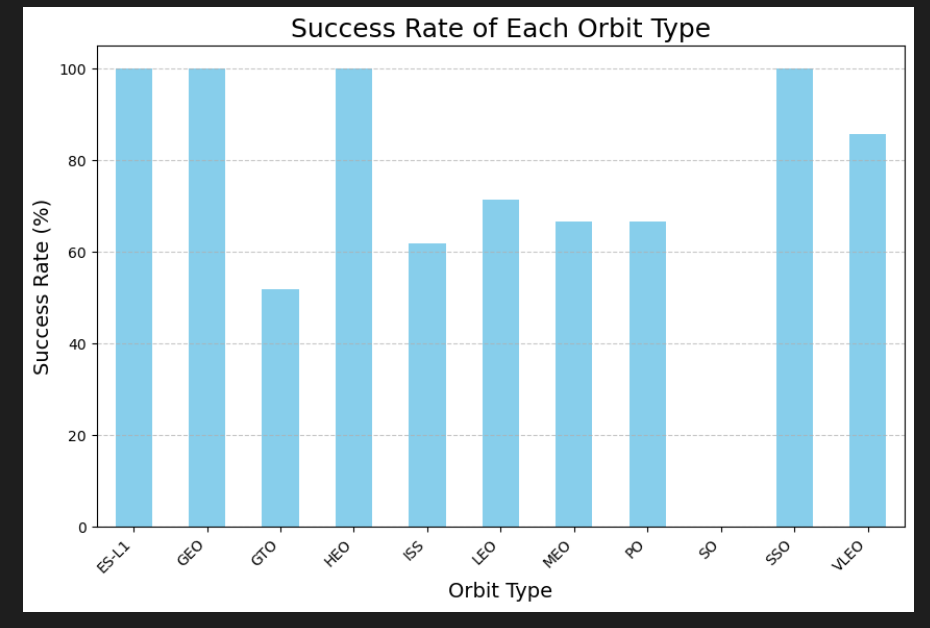 Success Rate of Each Orbit Type
Success Rate (%)
100
80
60
40
20
0
ES-L1
GEO
GTO
HEO
ISS
LEO
MEO
PO
SO
SSO
VLEO
Orbit Type